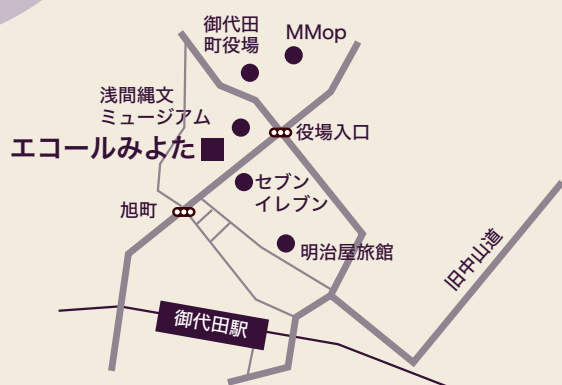 御代田
町役場
MMop
浅間縄文
ミュージアム
エコールみよた
役場入口
セブン
イレブン
旭町
明治屋旅館
旧中山道
御代田駅